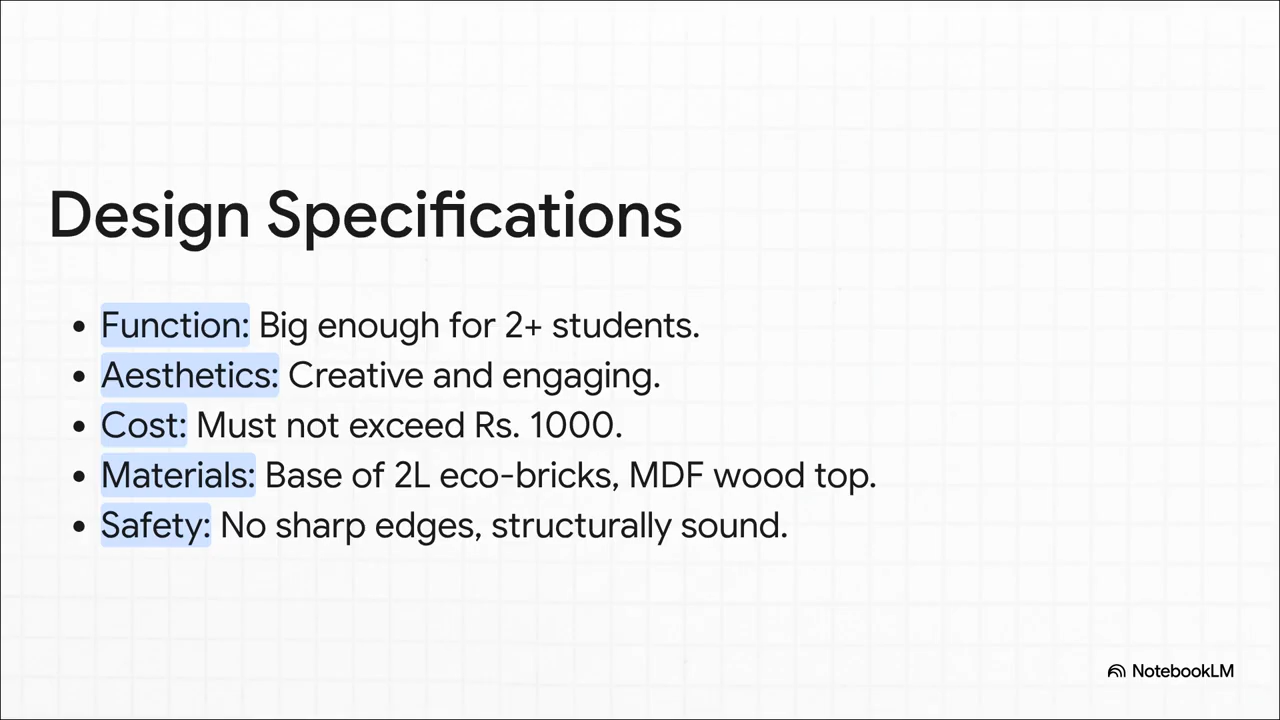 Design Specifications
• Function: Big enough for 2+ students.
• Aesthetics: Creative and engaging.
• Cost: Must not exceed Rs. 1000.
• Materials: Base of 2L eco-bricks, MDF wood top.
• Safety: No sharp edges, structurally sound.
NotebookLM